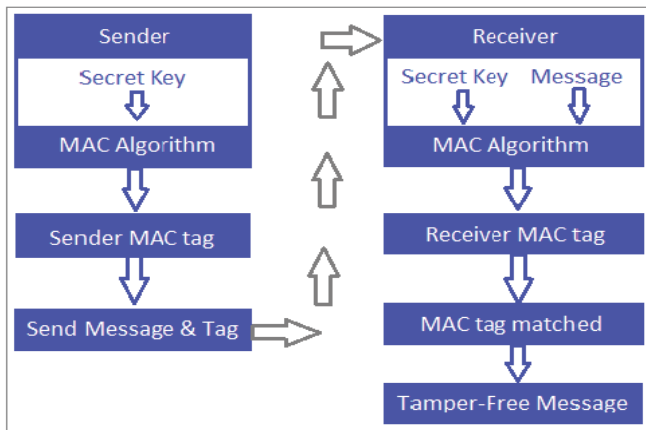 Sender
Secret Key
MAC Algorithm
Sender MAC tag
Send Message & Tag
Receiver
Secret Key Message
MAC Algorithm
Receiver MAC tag
MAC tag matched
Tamper-Free Message